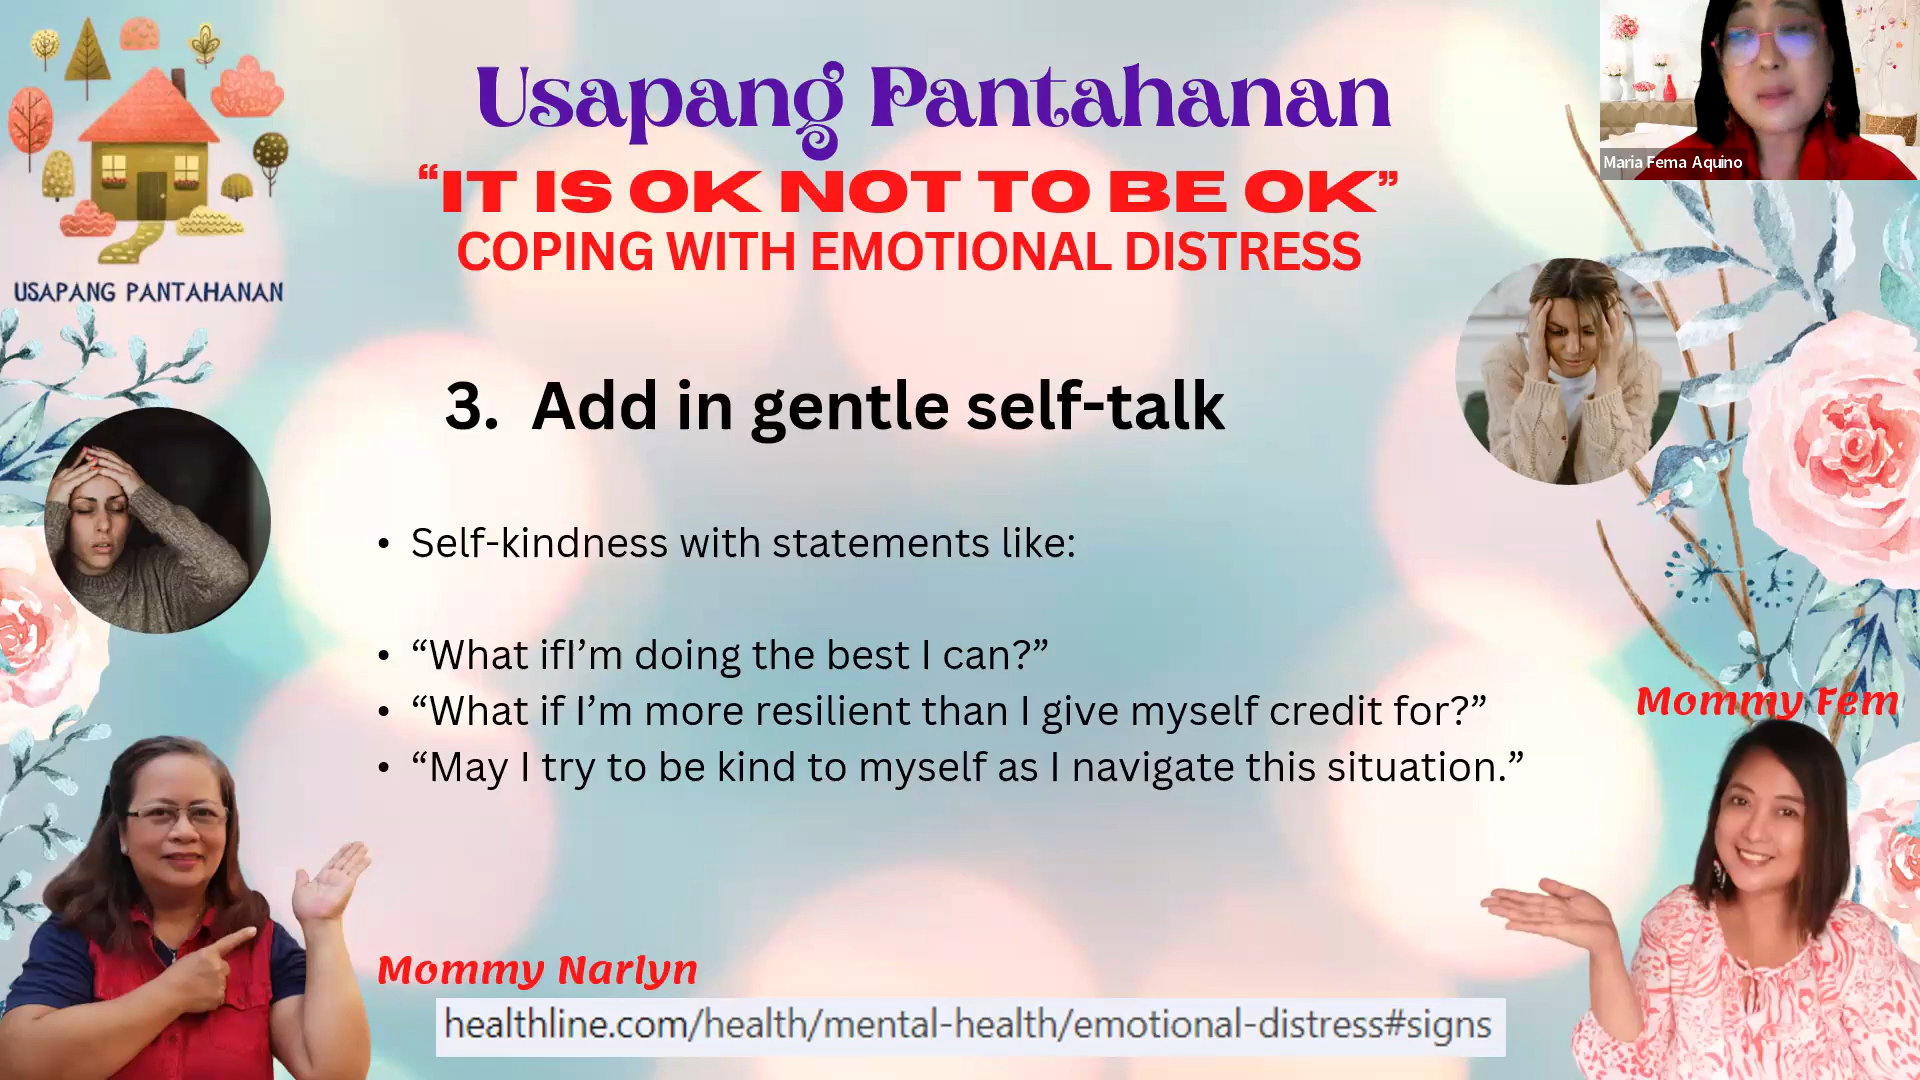 Usapang Pantahanan
“IT IS OK NOT TO BE OK”
COPING WITH EMOTIONAL DISTRESS
Maria Fema Aquino
USAPANG PANTAHANAN
3. Add in gentle self-talk
• Self-kindness with statements like:
• “What ifI’m doing the best I can?”
• “What if I’m more resilient than I give myself credit for?”
• “May I try to be kind to myself as I navigate this situation.”
Mommy Fem
Mommy Narlyn
healthline.com/health/mental-health/emotional-distress#signs